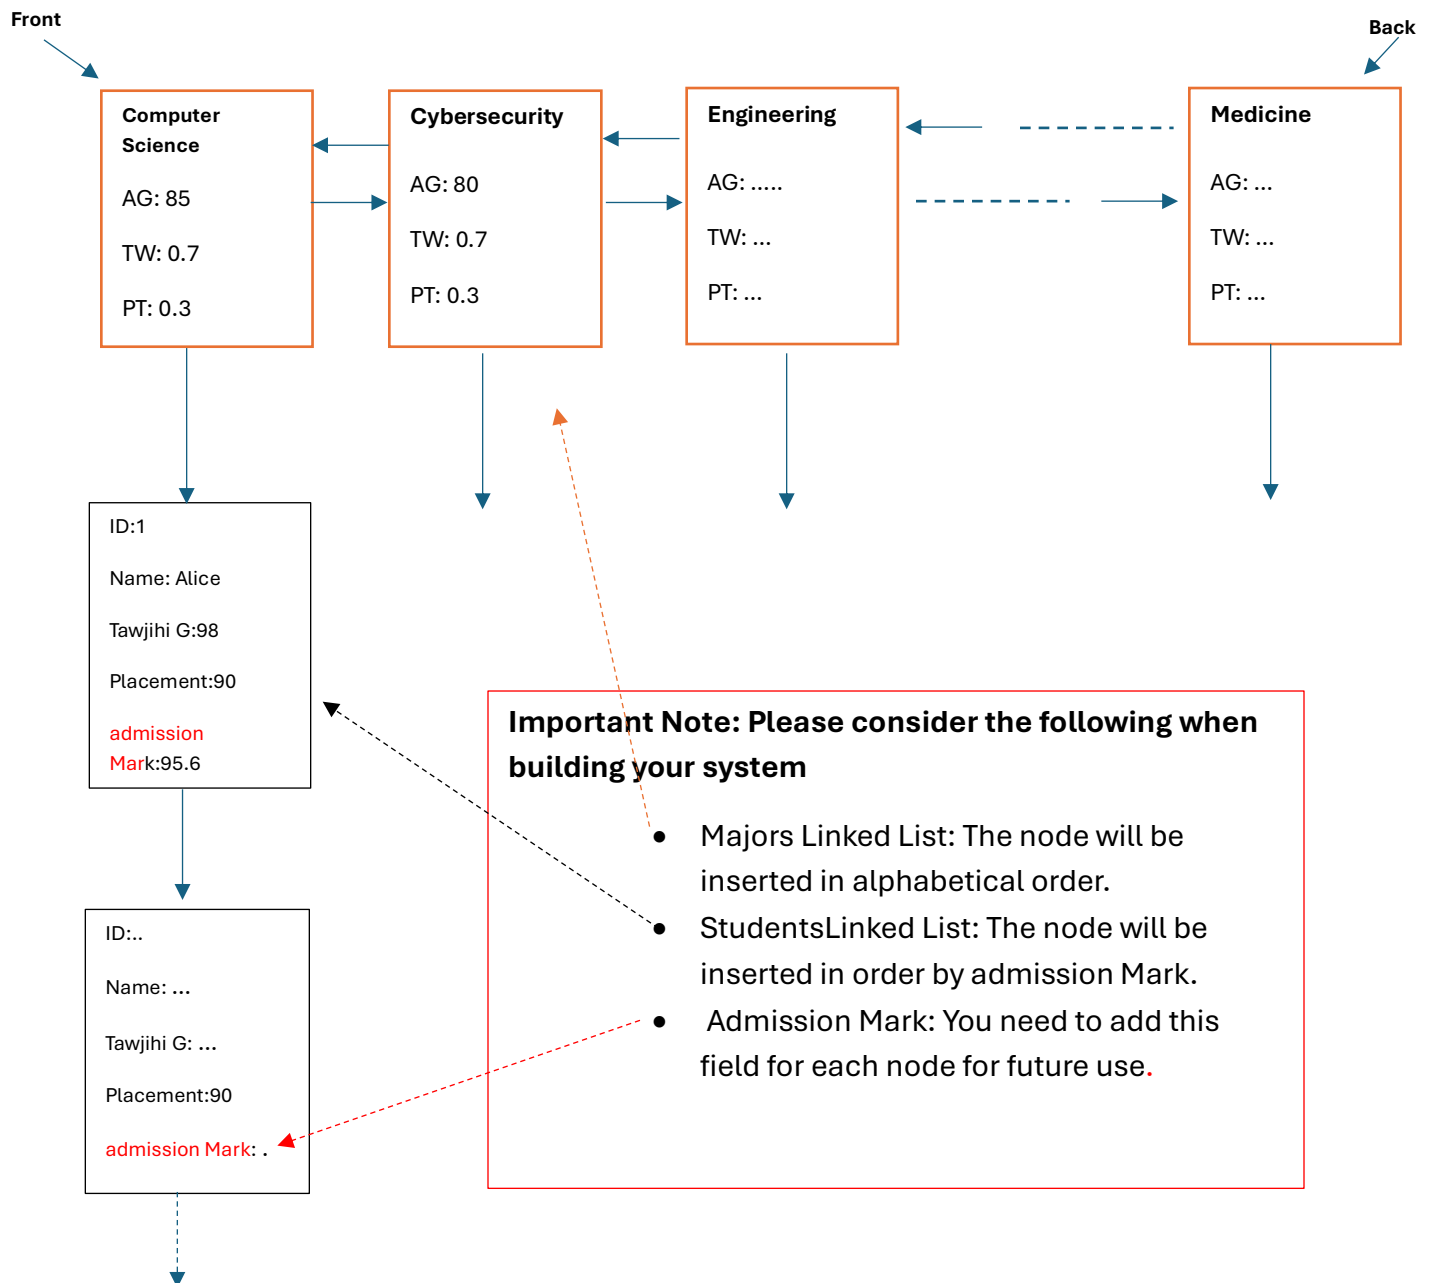 Front
Back
Computer
Science
AG: 85
TW: 0.7
PT: 0.3
Cybersecurity
AG: 80
TW: 0.7
PT: 0.3
Engineering
AG: .....
TW: ...
PT: ...
Medicine
AG: ...
TW: ...
PT: ...
ID:1
Name: Alice
Tawjihi G:98
Placement:90
admission
Mark:95.6
ID:..
Name: ...
Tawjihi G: ...
Placement:90
admission Mark: .
Important Note: Please consider the following when
building your system
● Majors Linked List: The node will be
inserted in alphabetical order.
● StudentsLinked List: The node will be
inserted in order by admission Mark.
● Admission Mark: You need to add this
field for each node for future use.